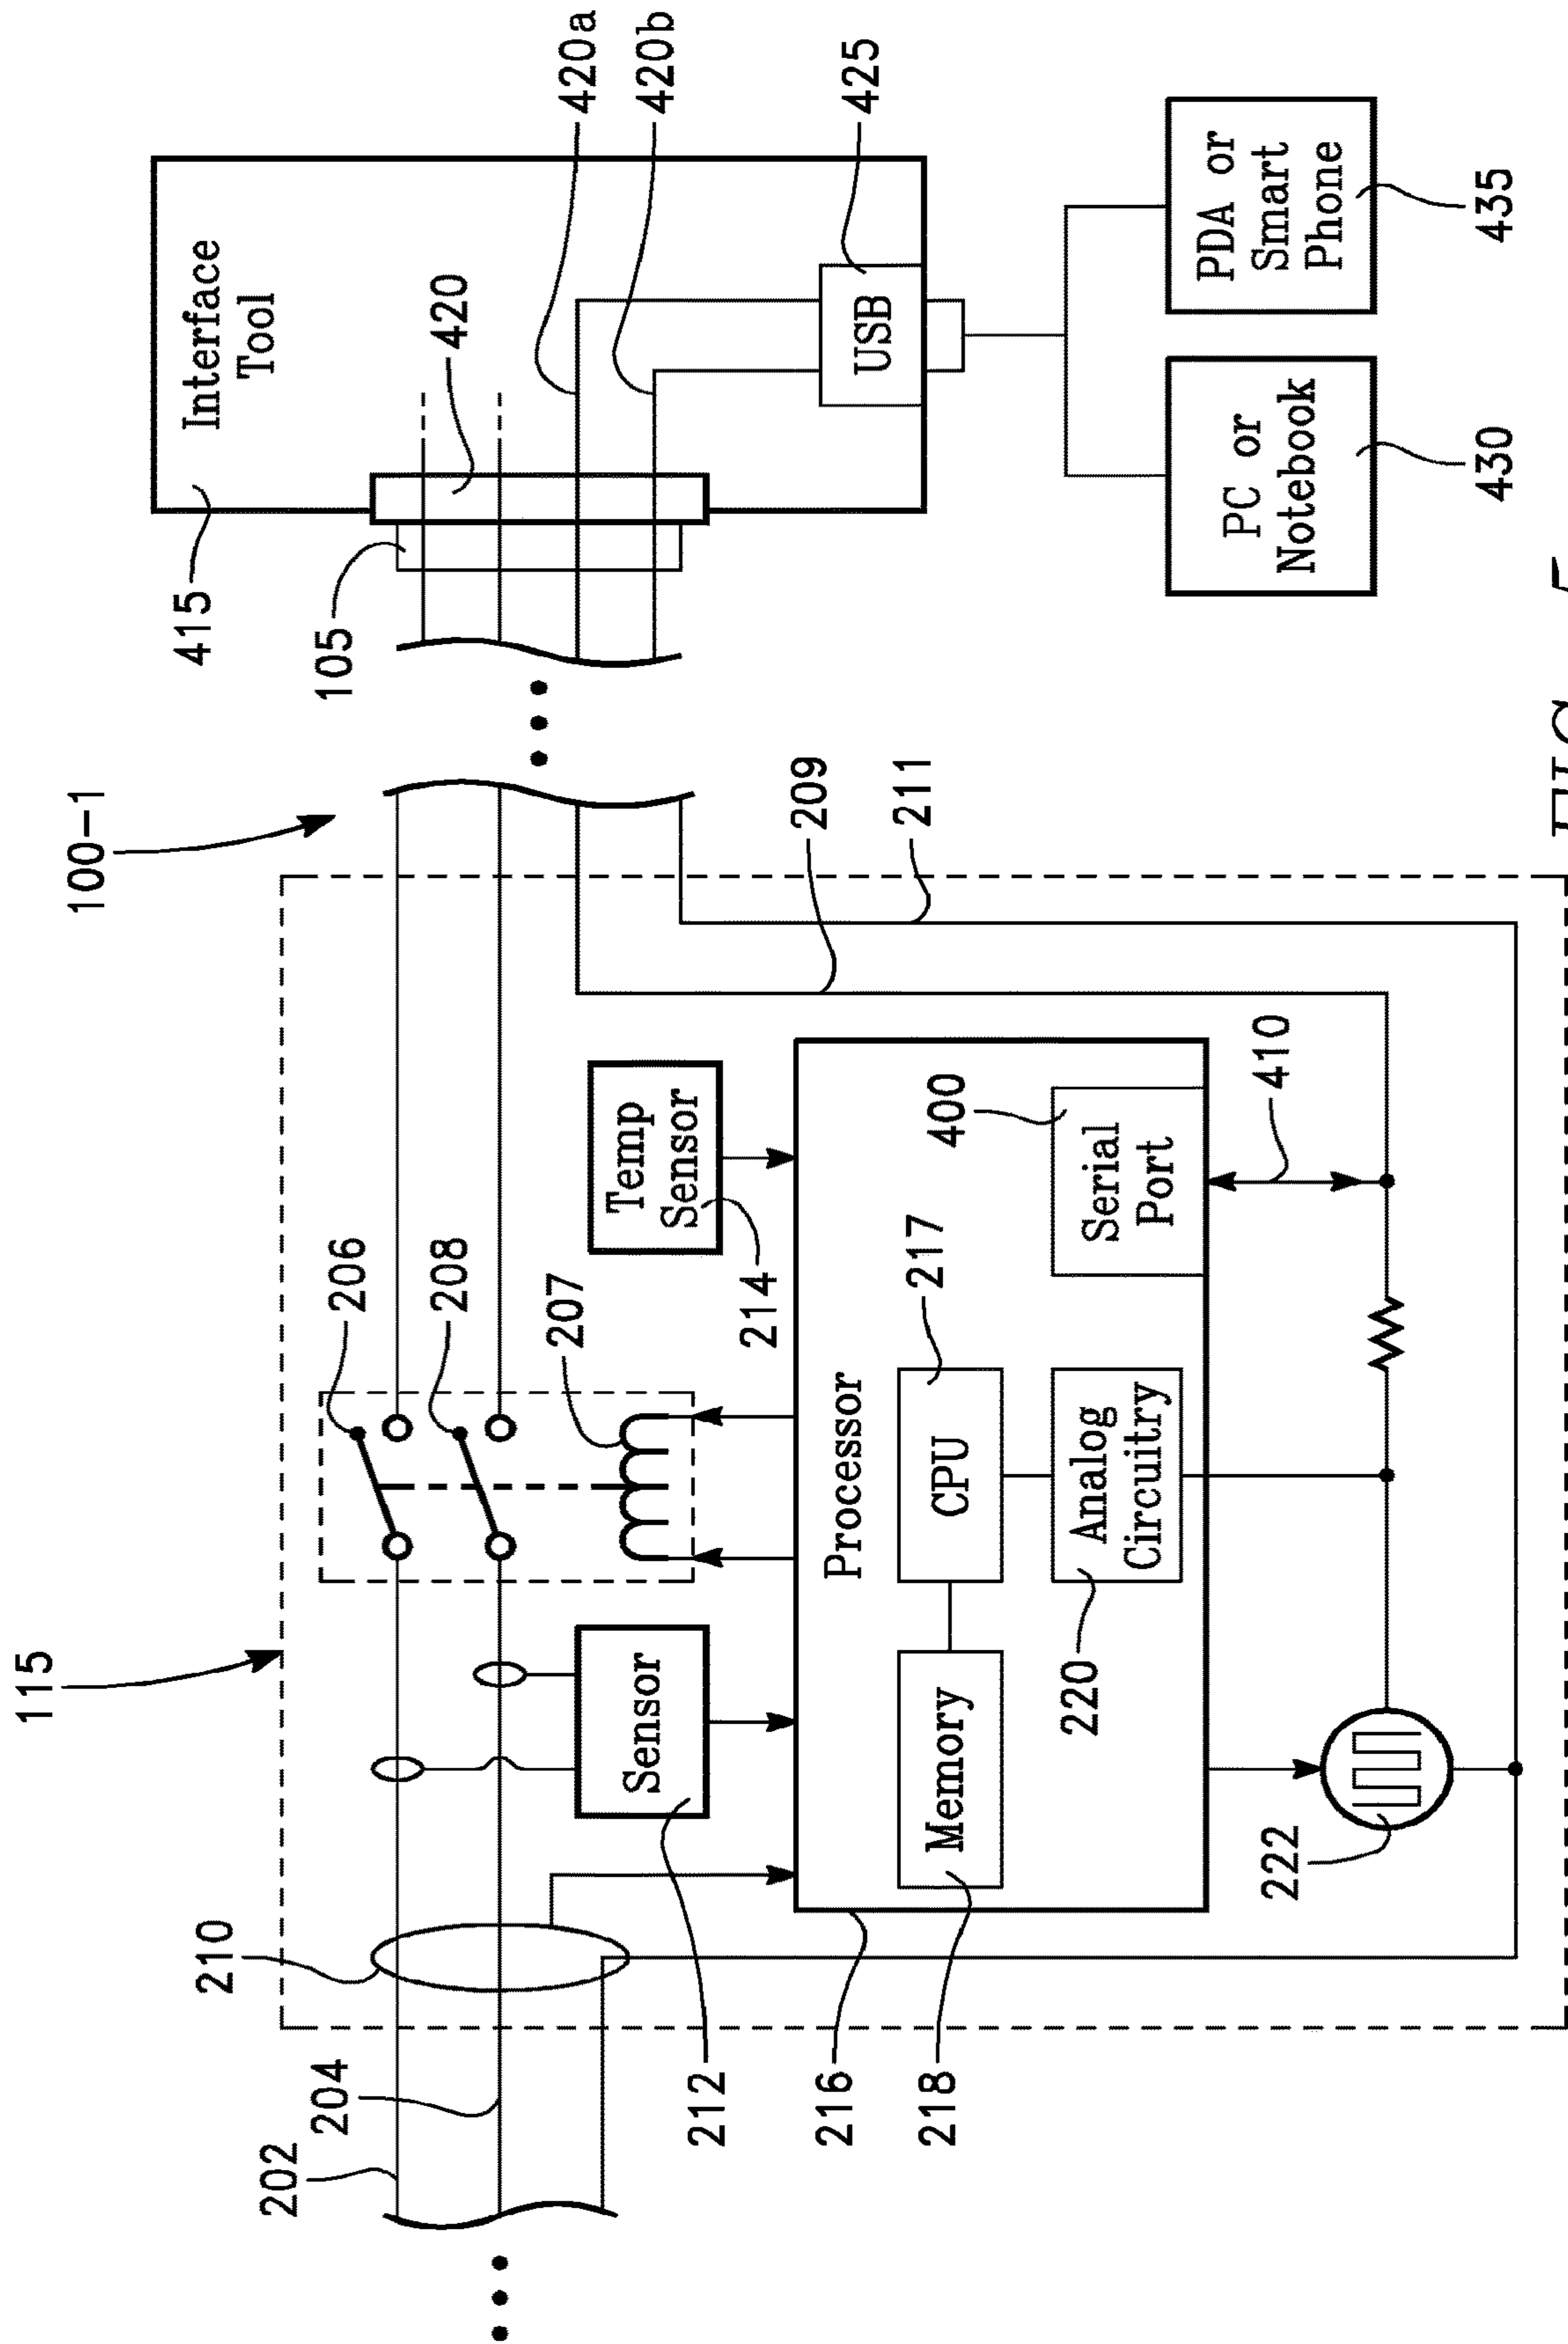 115
100-1
415
Interface
Tool
210
202
204
206
105
208
420
207
420a
420b
Sensor
Temp
Sensor
212
214
209
425
216
Processor
USB
211
218
Memory
CPU
217
400
220
Analog
Circuitry
Serial
Port
222
410
PC or
Notebook
PDA or
Smart
Phone
430
435